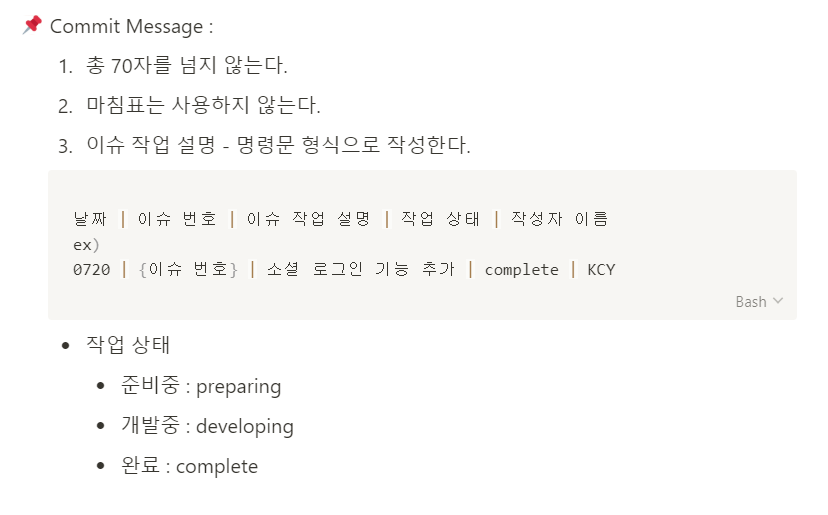 📌 Commit Message :
1. 총 70자를 넘지 않는다.
2. 마침표는 사용하지 않는다.
3. 이슈 작업 설명 - 명령문 형식으로 작성한다.
날짜 | 이슈 번호 | 이슈 작업 설명 | 작업 상태 | 작성자 이름
ex)
0720 | {이슈 번호} | 소셜 로그인 기능 추가 | complete | KCY
Bash
• 작업 상태
• 준비중 : preparing
• 개발중 : developing
• 완료 : complete